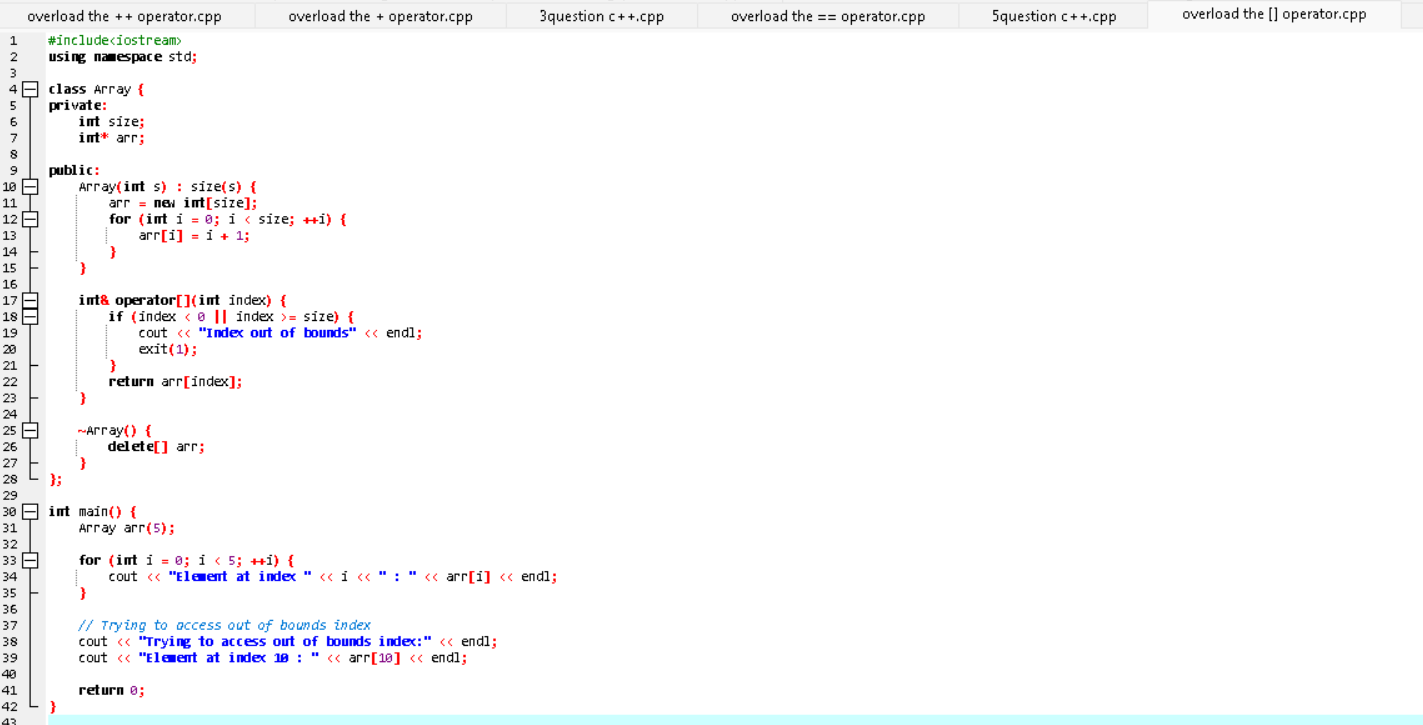 overload the ++ operator.cpp overload the + operator.cpp 3question c++.cpp overload the == operator.cpp 5question c++.cpp overload the [] operator.cpp
1 #include<iostream>
2 using namespace std;
3
4 class Array {
5 private:
6 int size;
7 int* arr;
8
9 public:
10 Array(int s) : size(s) {
11 arr = new int[size];
12 for (int i = 0; i < size; ++i) {
13 arr[i] = i + 1;
14 }
15 }
16
17 int& operator[](int index) {
18 if (index < 0 || index >= size) {
19 cout << "Index out of bounds" << endl;
20 exit(1);
21 }
22 return arr[index];
23 }
24
25 ~Array() {
26 delete[] arr;
27 }
28 };
29
30 int main() {
31 Array arr(5);
32
33 for (int i = 0; i < 5; ++i) {
34 cout << "Element at index " << i << " : " << arr[i] << endl;
35 }
36
37 // Trying to access out of bounds index
38 cout << "Trying to access out of bounds index:" << endl;
39 cout << "Element at index 10 : " << arr[10] << endl;
40
41 return 0;
42 }
43